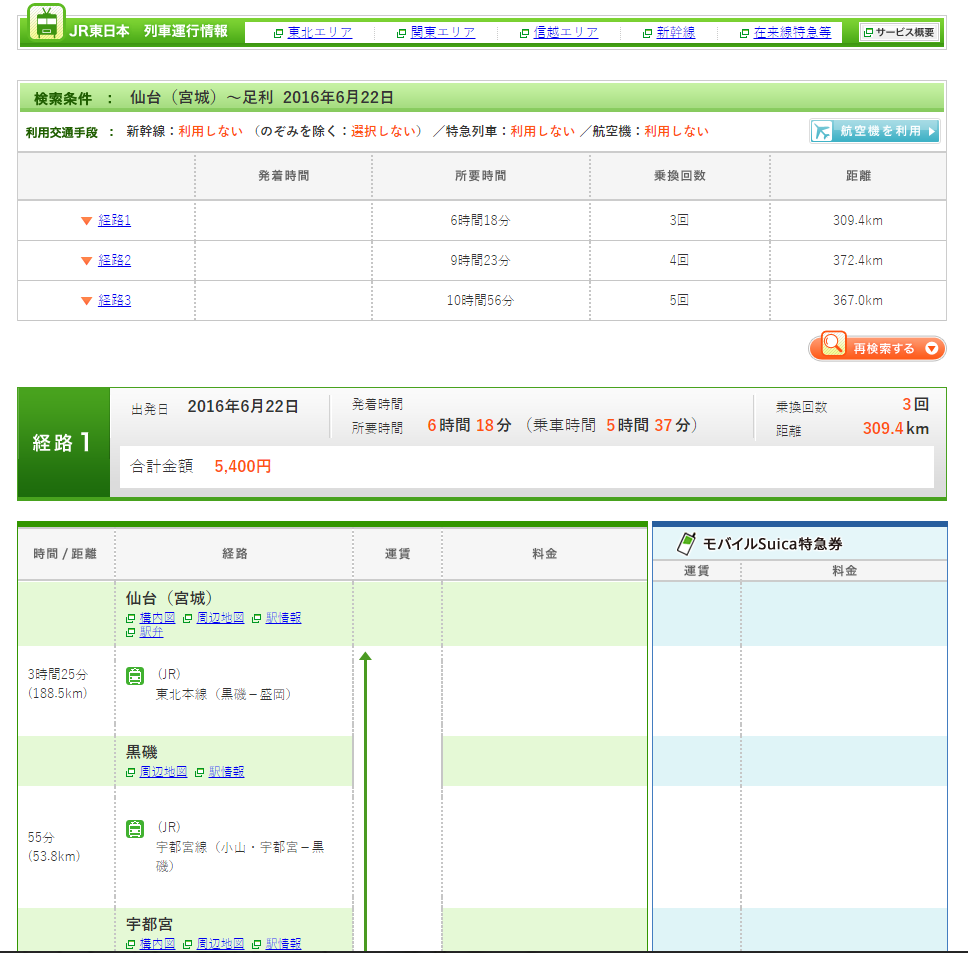 JR東日本 列車運行情報 東北エリア 関東エリア 信越エリア 新幹線 在来線特急等 サービス概要
検索条件 : 仙台（宮城）～足利 2016年6月22日
利用交通手段 : 新幹線：利用しない （のぞみを除く：選択しない） ／特急列車：利用しない ／航空機：利用しない 航空機を利用
発着時間 所要時間 乗換回数 距離
経路1 6時間18分 3回 309.4km
経路2 9時間23分 4回 372.4km
経路3 10時間56分 5回 367.0km
再検索する
経路1
出発日 2016年6月22日 発着時間
所要時間 6時間 18分 （乗車時間 5時間 37分）
乗換回数 3回
距離 309.4km
合計金額 5,400円
時間 / 距離 経路 運賃 料金
モバイルSuica特急券
運賃 料金
仙台（宮城）
構内図 周辺地図 駅情報
駅弁
3時間25分
(188.5km)
（JR）
東北本線（黒磯－盛岡）
黒磯
周辺地図 駅情報
55分
(53.8km)
（JR）
宇都宮線（小山・宇都宮－黒
磯）
宇都宮
構内図 周辺地図 駅情報